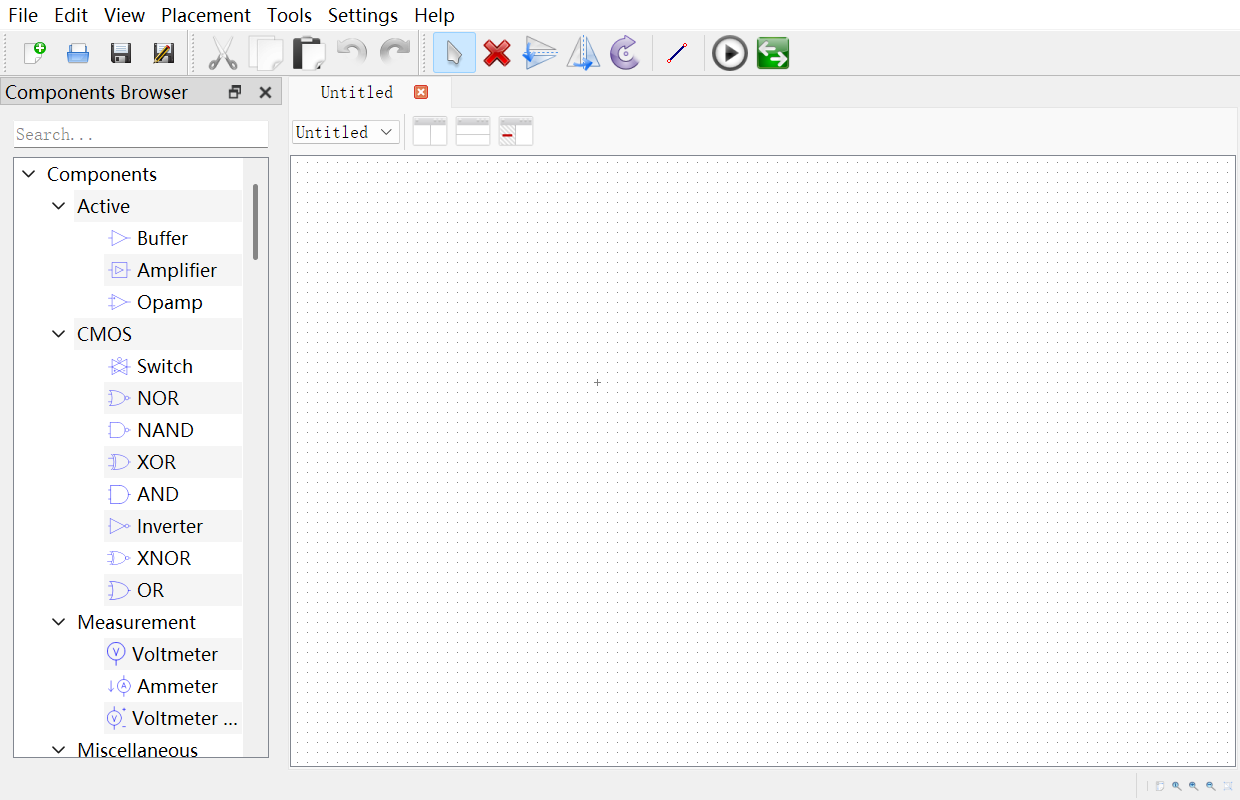 File Edit View Placement Tools Settings Help
Components Browser
Untitled
Search...
Untitled
Components
Active
Buffer
Amplifier
Opamp
CMOS
Switch
NOR
NAND
XOR
AND
Inverter
XNOR
OR
Measurement
Voltmeter
Ammeter
Voltmeter ...
Miscellaneous